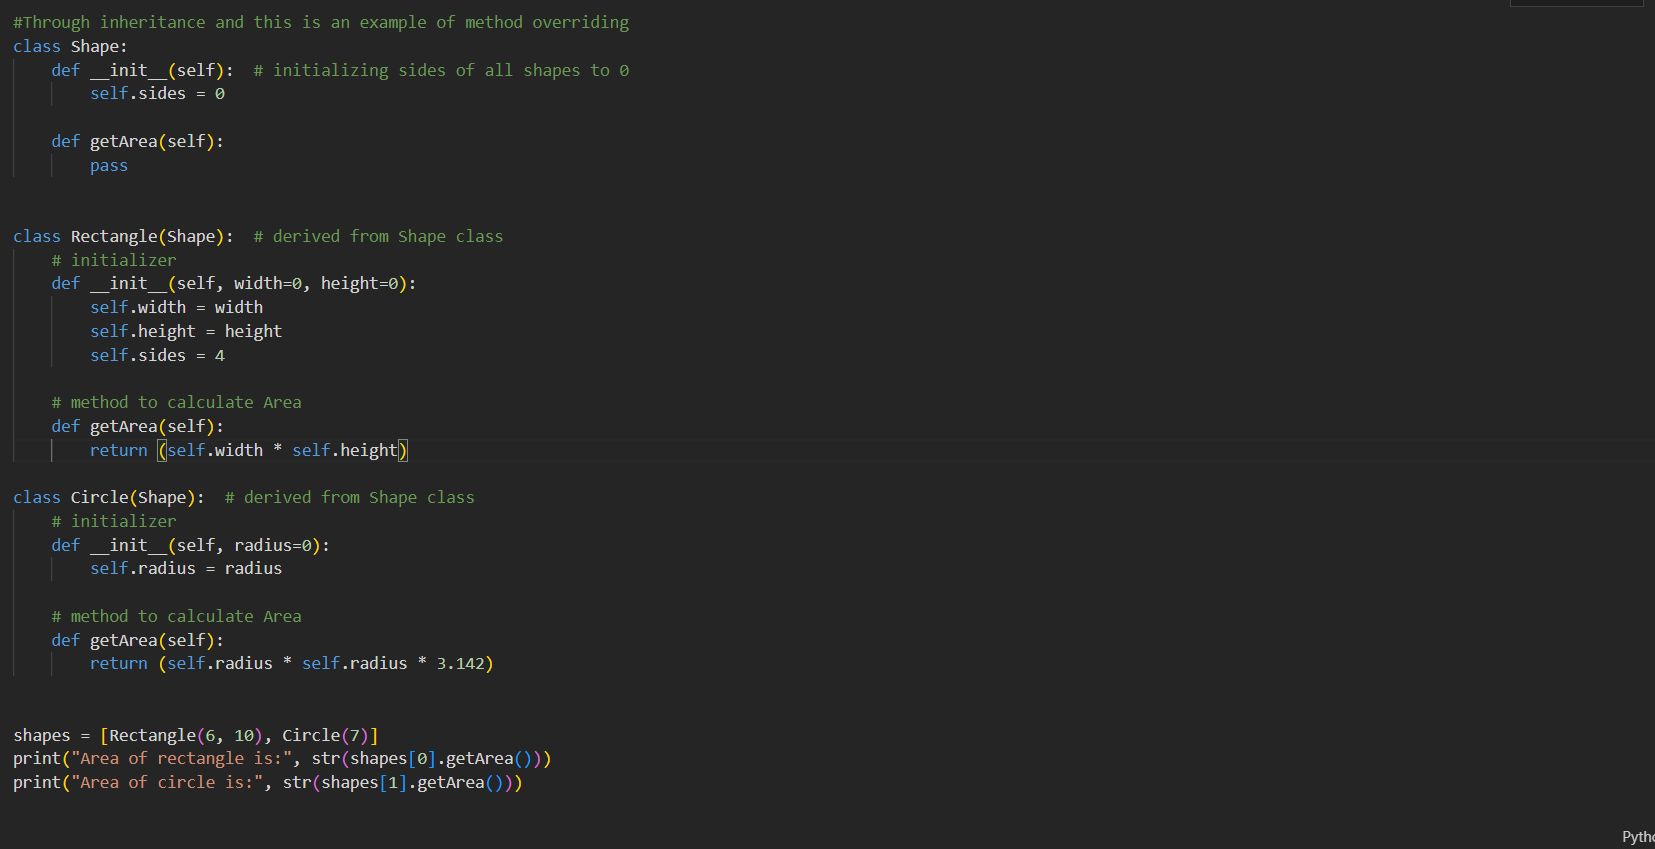 #Through inheritance and this is an example of method overriding
class Shape:
    def __init__(self):  # initializing sides of all shapes to 0
        self.sides = 0

    def getArea(self):
        pass


class Rectangle(Shape):  # derived from Shape class
    # initializer
    def __init__(self, width=0, height=0):
        self.width = width
        self.height = height
        self.sides = 4

    # method to calculate Area
    def getArea(self):
        return (self.width * self.height)

class Circle(Shape):  # derived from Shape class
    # initializer
    def __init__(self, radius=0):
        self.radius = radius

    # method to calculate Area
    def getArea(self):
        return (self.radius * self.radius * 3.142)


shapes = [Rectangle(6, 10), Circle(7)]
print("Area of rectangle is:", str(shapes[0].getArea()))
print("Area of circle is:", str(shapes[1].getArea()))